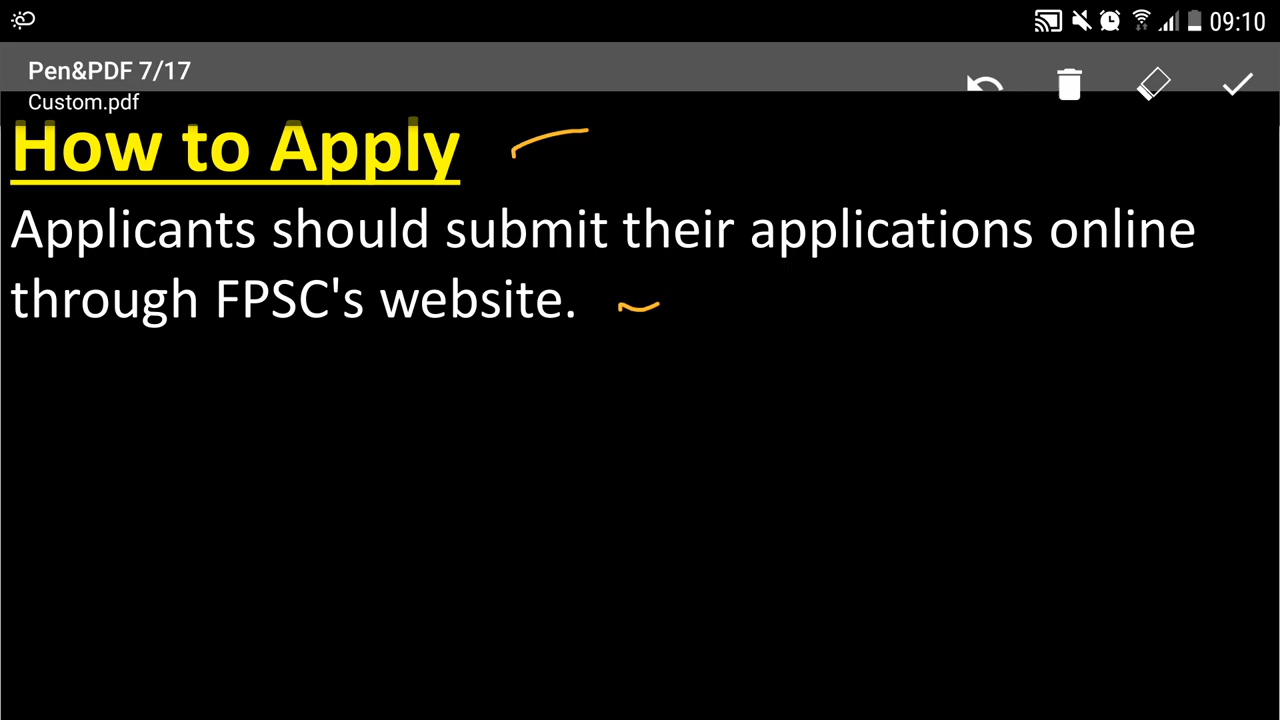 09:10
Pen&PDF 7/17
Custom.pdf
How to Apply
Applicants should submit their applications online
through FPSC's website.